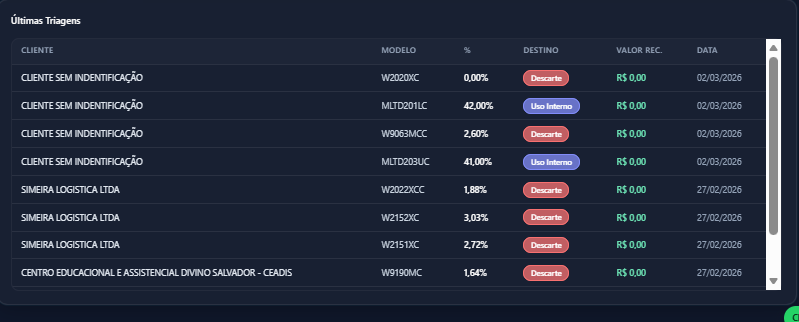 Últimas Triagens
CLIENTE MODELO % DESTINO VALOR REC. DATA
CLIENTE SEM INDENTIFICAÇÃO W2020XC 0,00% Descarte R$ 0,00 02/03/2026
CLIENTE SEM INDENTIFICAÇÃO MLTD201LC 42,00% Uso Interno R$ 0,00 02/03/2026
CLIENTE SEM INDENTIFICAÇÃO W9063MCC 2,60% Descarte R$ 0,00 02/03/2026
CLIENTE SEM INDENTIFICAÇÃO MLTD203UC 41,00% Uso Interno R$ 0,00 02/03/2026
SIMEIRA LOGISTICA LTDA W2022XCC 1,88% Descarte R$ 0,00 27/02/2026
SIMEIRA LOGISTICA LTDA W2152XC 3,03% Descarte R$ 0,00 27/02/2026
SIMEIRA LOGISTICA LTDA W2151XC 2,72% Descarte R$ 0,00 27/02/2026
CENTRO EDUCACIONAL E ASSISTENCIAL DIVINO SALVADOR - CEADIS W9190MC 1,64% Descarte R$ 0,00 27/02/2026